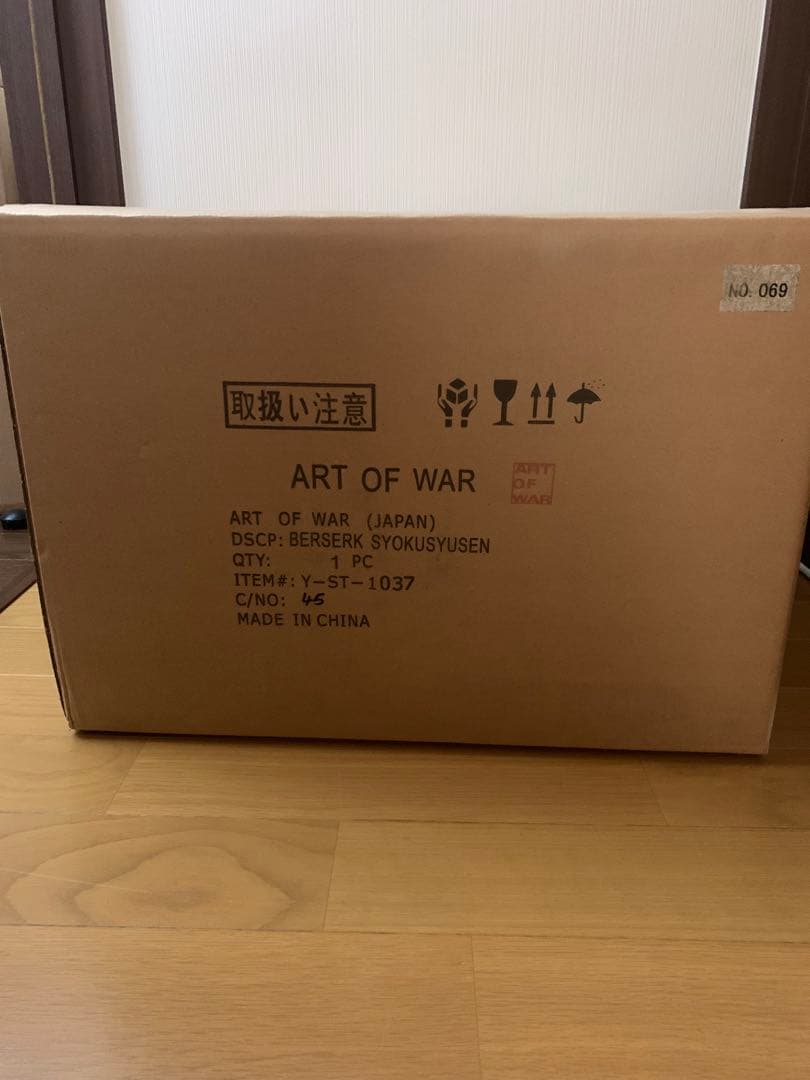 NO. 069
取扱い注意
ART OF WAR
ART
OF
WAR
ART OF WAR (JAPAN)
DSCP: BERSERK SYOKUSYUSEN
QTY: 1 PC
ITEM#: Y-ST-1037
C/NO: 45
MADE IN CHINA